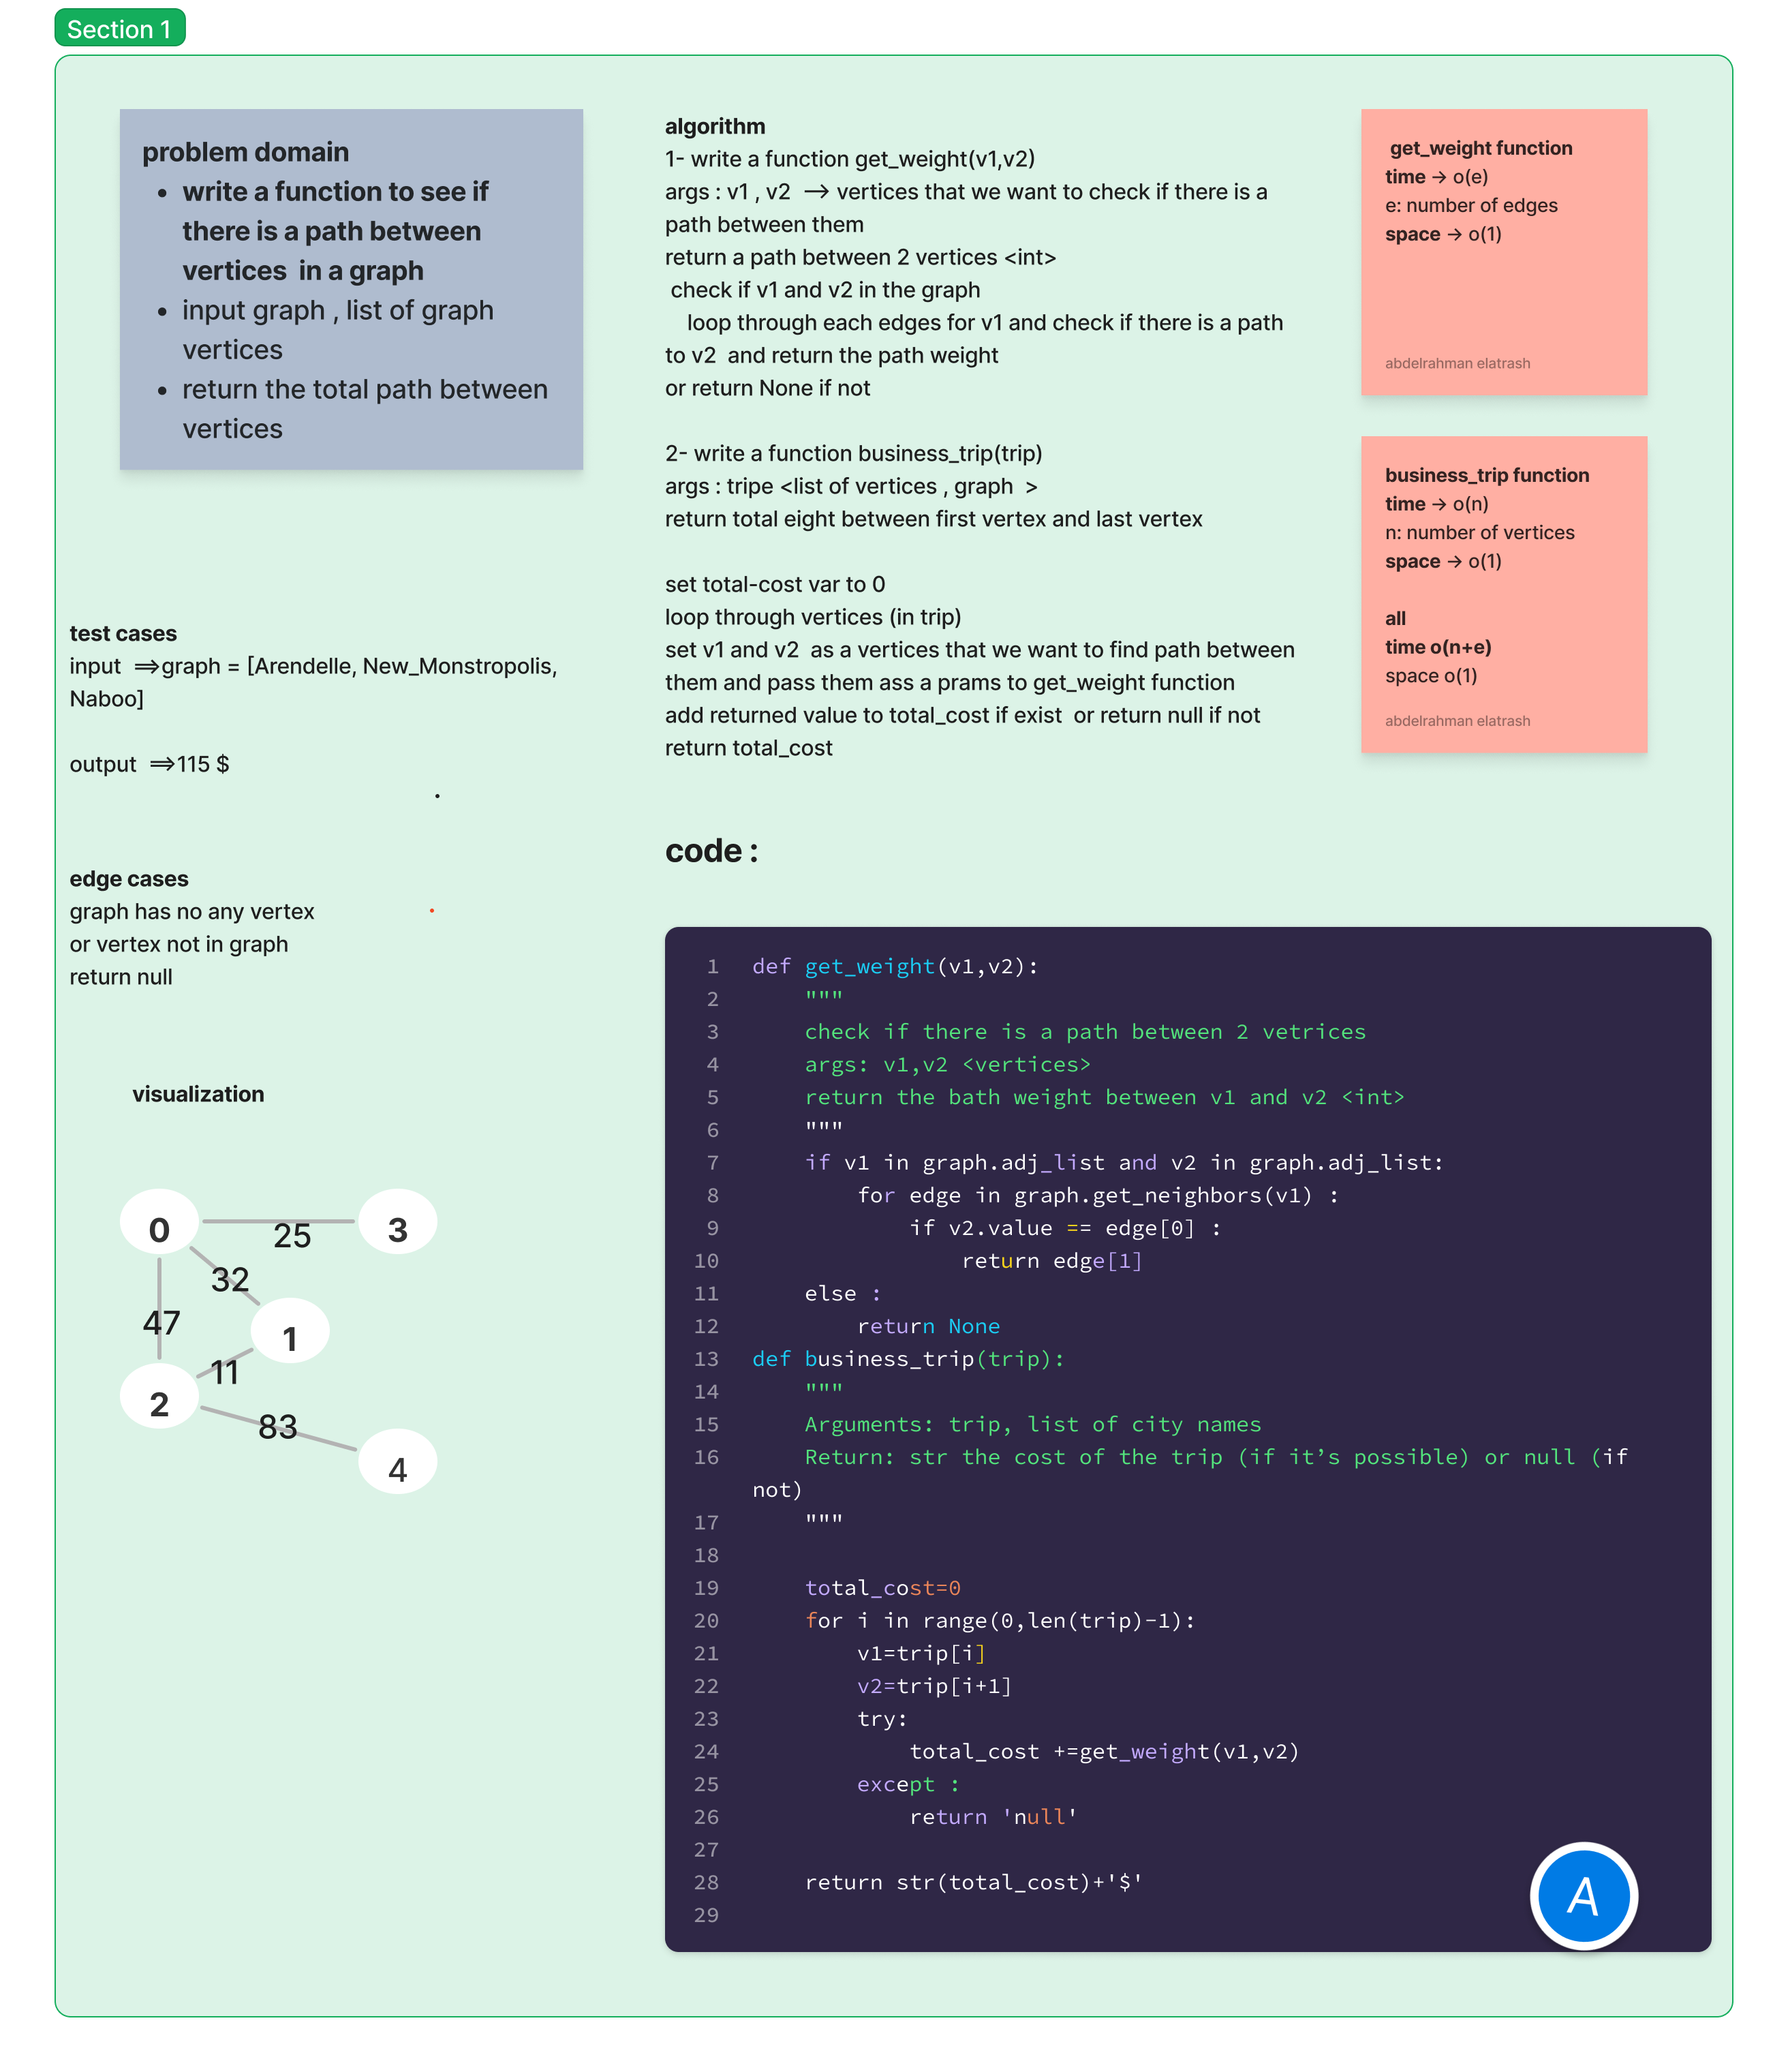 Section 1
problem domain
• write a function to see if
there is a path between
vertices  in a graph
• input graph , list of graph
vertices
• return the total path between
vertices
test cases
input  ⟹graph = [Arendelle, New_Monstropolis,
Naboo]
output  ⟹115 $
.
edge cases
graph has no any vertex
or vertex not in graph
return null
.
visualization
0
3
25
32
47
1
11
2
83
4
algorithm
1- write a function get_weight(v1,v2)
args : v1 , v2  ⟶ vertices that we want to check if there is a
path between them
return a path between 2 vertices <int>
check if v1 and v2 in the graph
loop through each edges for v1 and check if there is a path
to v2  and return the path weight
or return None if not
2- write a function business_trip(trip)
args : tripe <list of vertices , graph  >
return total eight between first vertex and last vertex
set total-cost var to 0
loop through vertices (in trip)
set v1 and v2  as a vertices that we want to find path between
them and pass them ass a prams to get_weight function
add returned value to total_cost if exist  or return null if not
return total_cost
get_weight function
time → o(e)
e: number of edges
space → o(1)
abdelrahman elatrash
business_trip function
time → o(n)
n: number of vertices
space → o(1)
all
time o(n+e)
space o(1)
abdelrahman elatrash
code :
1 def get_weight(v1,v2):
2     """
3     check if there is a path between 2 vetrices
4     args: v1,v2 <vertices>
5     return the bath weight between v1 and v2 <int>
6     """
7     if v1 in graph.adj_list and v2 in graph.adj_list:
8         for edge in graph.get_neighbors(v1) :
9             if v2.value == edge[0] :
10                 return edge[1]
11     else :
12         return None
13 def business_trip(trip):
14     """
15     Arguments: trip, list of city names
16     Return: str the cost of the trip (if it’s possible) or null (if
not)
17     """
18
19     total_cost=0
20     for i in range(0,len(trip)-1):
21         v1=trip[i]
22         v2=trip[i+1]
23         try:
24             total_cost +=get_weight(v1,v2)
25         except :
26             return 'null'
27
28     return str(total_cost)+'$'
29
A